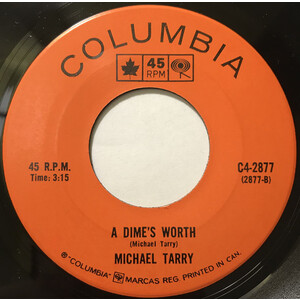 COLUMBIA
45
RPM
45 R.P.M.
Time: 3:15
C4-2877
(2877-B)
A DIME'S WORTH
(Michael Tarry)
MICHAEL TARRY
® "COLUMBIA" MARCAS REG. PRINTED IN CAN.